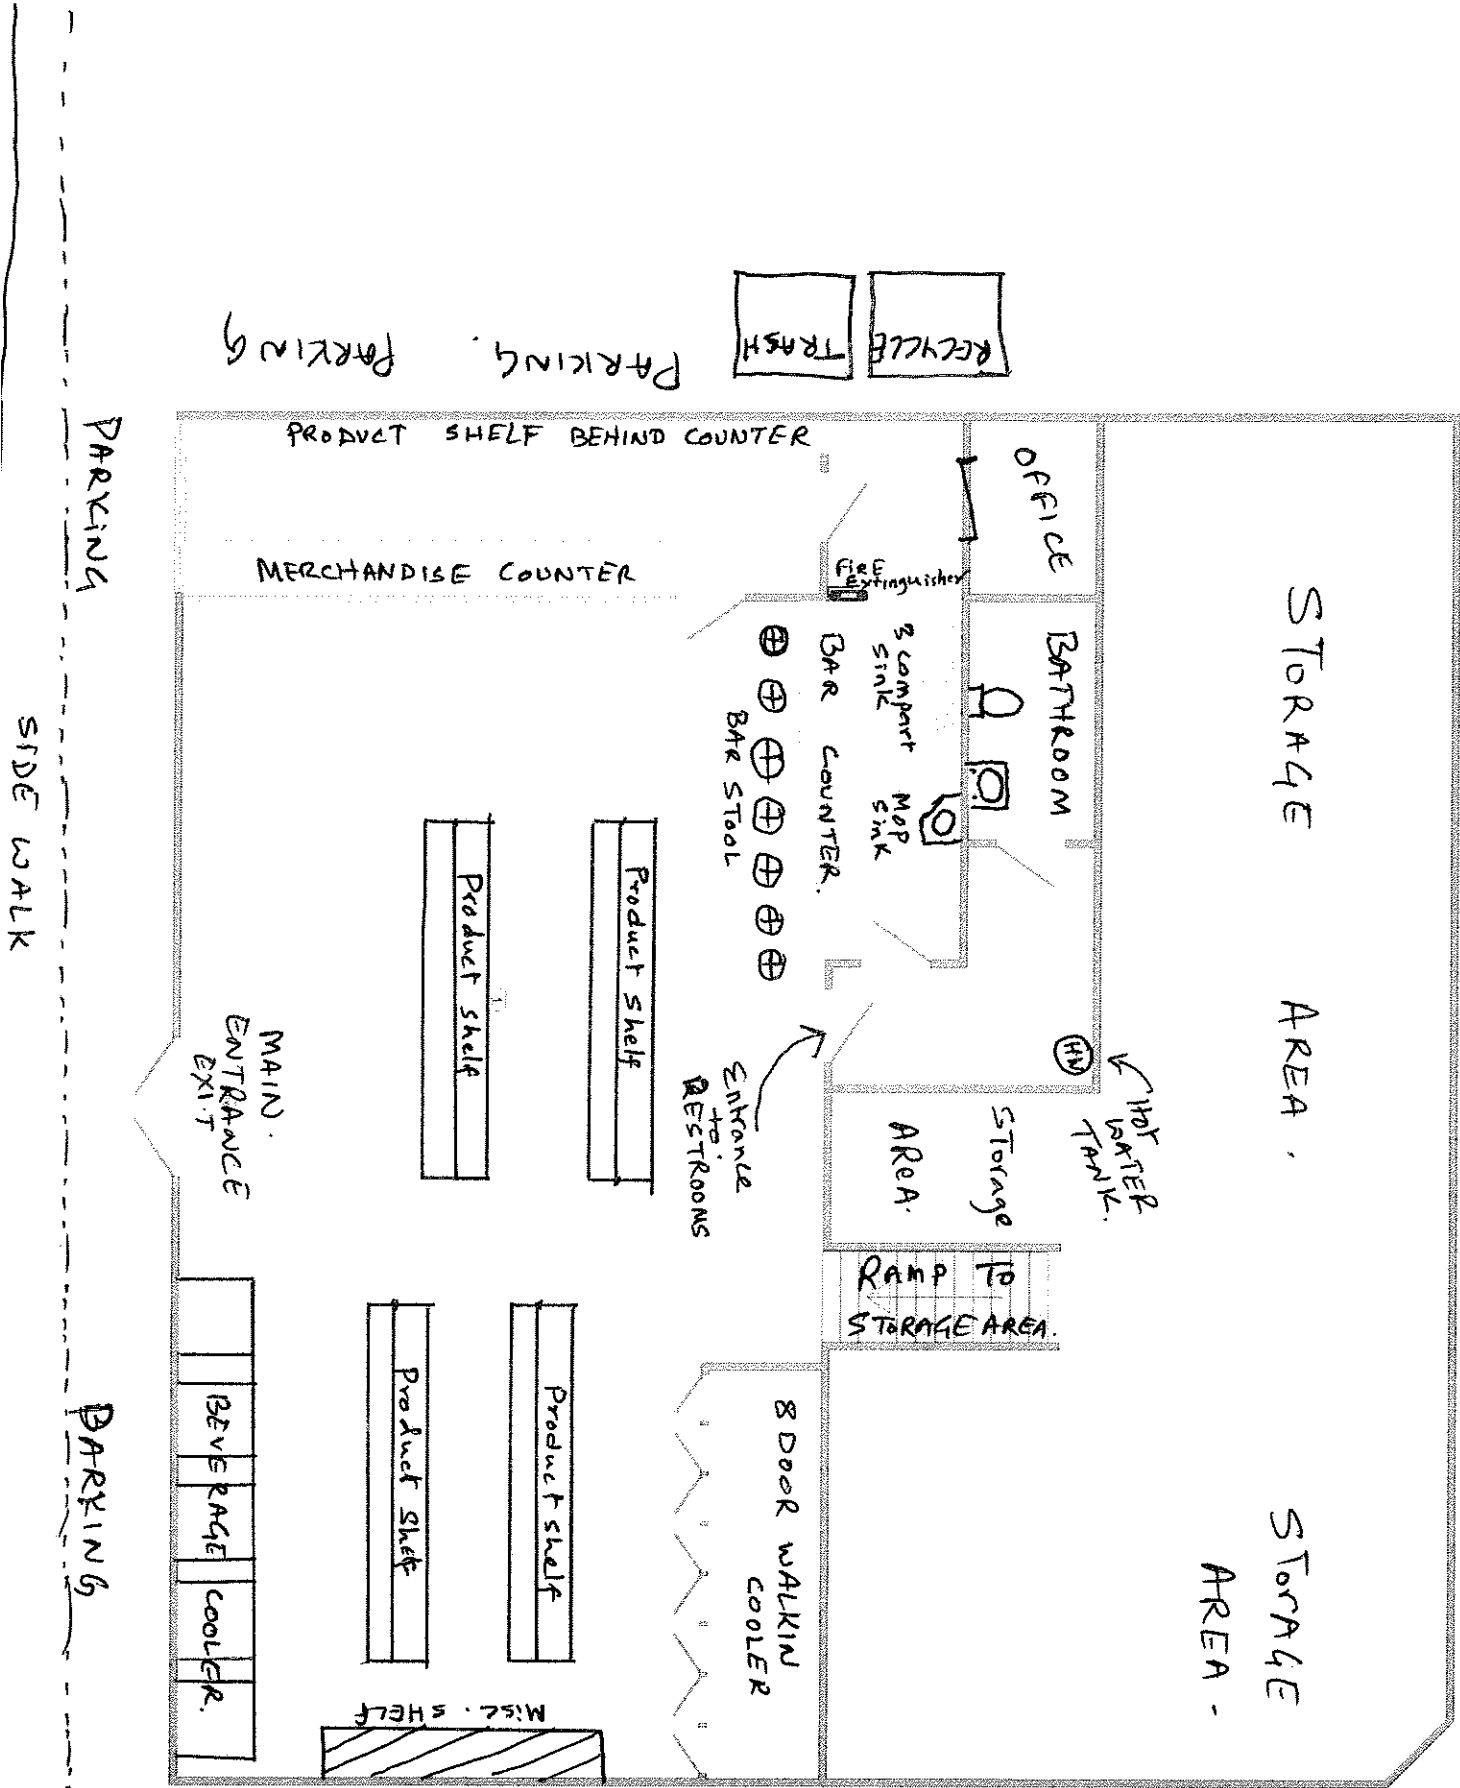 RECYCLE
TRASH
PARKING.
PARKING
PARKING
SIDE WALK
PARKING
PRODUCT SHELF BEHIND COUNTER
MERCHANDISE COUNTER
OFFICE
FIRE
Extinguisher
BATHROOM
3 compart
sink
MOP
sink
BAR COUNTER.
BAR STOOL
STORAGE AREA.
Product shelf
Product shelf
1
MAIN.
ENTRANCE
EXIT
Entrance
to.
RESTROONS
HW
Hot
WATER
TANK.
Storage
AREA.
RAMP TO
STORAGE AREA.
8 DOOR WALKIN
COOLER
Product shelf
Product Shelf
BEVERAGE COOLER.
MISC. SHELF
STORAGE
AREA.